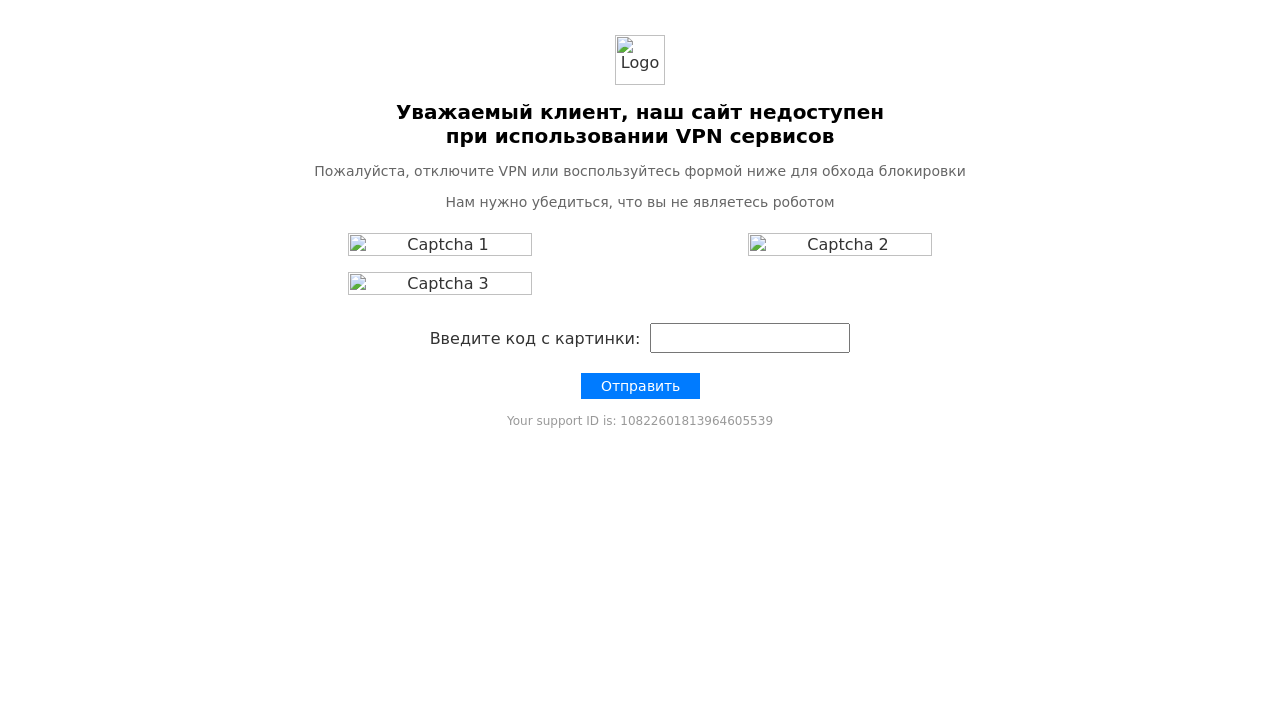 Logo
Уважаемый клиент, наш сайт недоступен
при использовании VPN сервисов
Пожалуйста, отключите VPN или воспользуйтесь формой ниже для обхода блокировки
Нам нужно убедиться, что вы не являетесь роботом
Captcha 1 Captcha 2
Captcha 3
Введите код с картинки:
Отправить
Your support ID is: 10822601813964605539